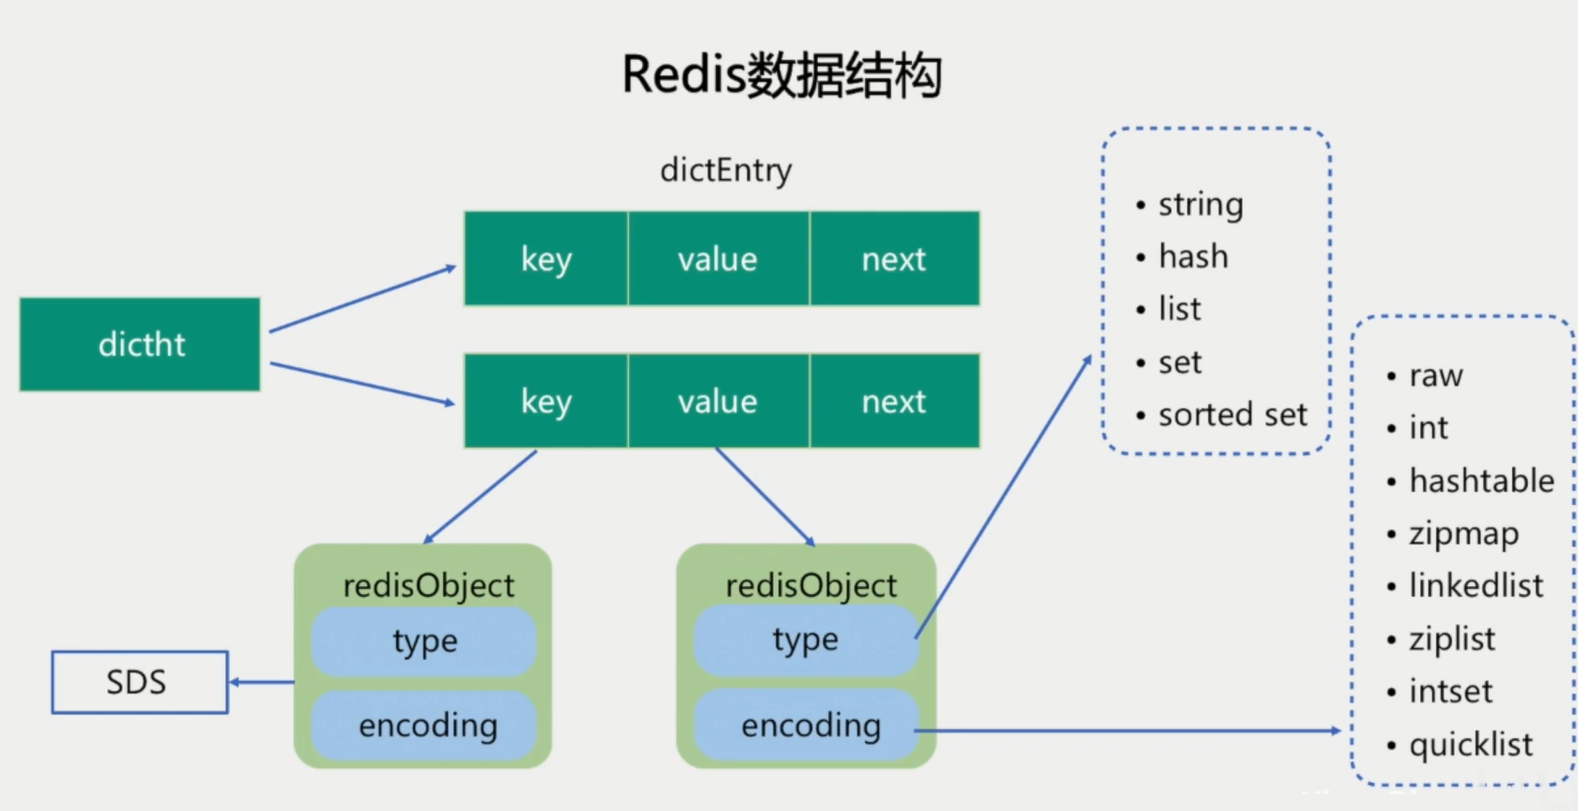 Redis数据结构
dictEntry
key value next
dictht
key value next
redisObject
type
encoding
SDS
redisObject
type
encoding
• string
• hash
• list
• set
• sorted set
• raw
• int
• hashtable
• zipmap
• linkedlist
• ziplist
• intset
• quicklist